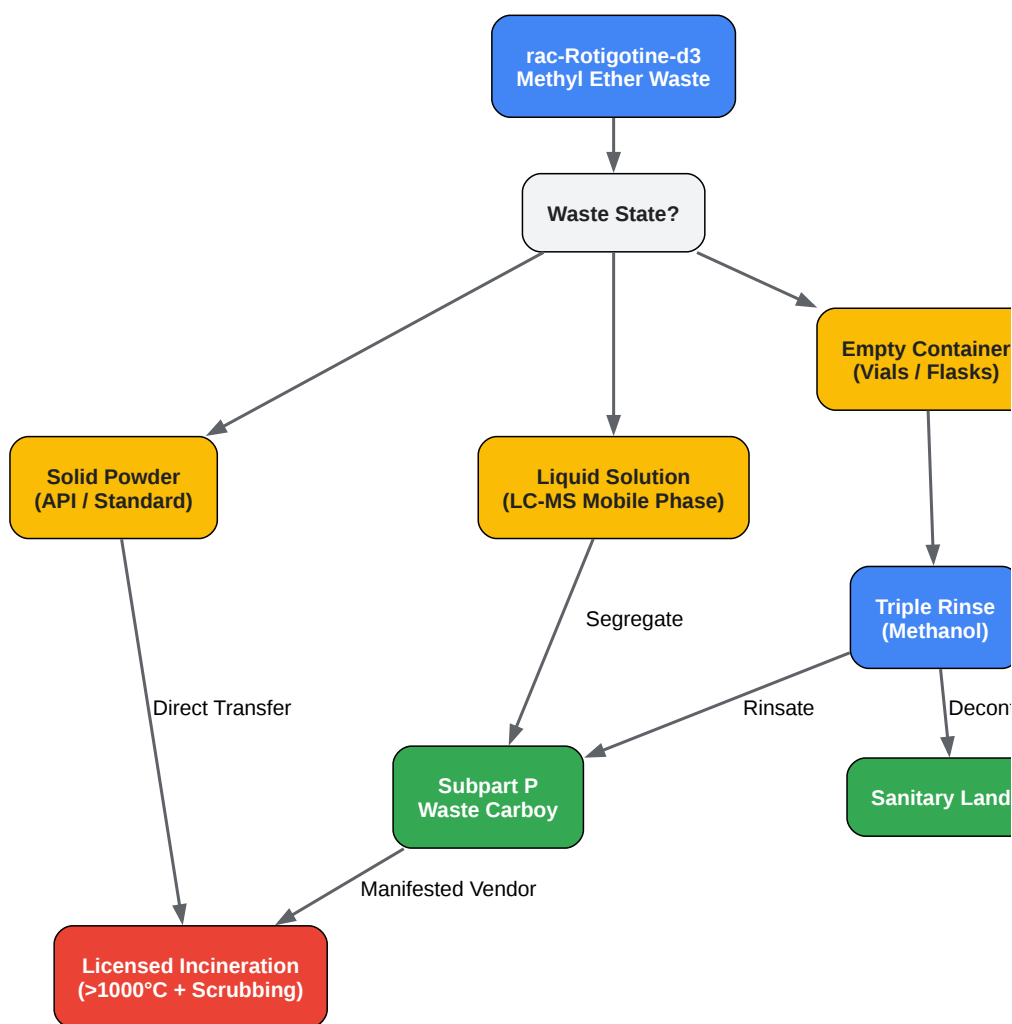 rac-Rotigotine-d3
Methyl Ether Waste
Waste State?
Empty Container
(Vials / Flasks)
Solid Powder
(API / Standard)
Liquid Solution
(LC-MS Mobile Phase)
Triple Rinse
(Methanol)
Segregate
Direct Transfer
Rinsate
Subpart P
Waste Carboy
Sanitary Land
Manifested Vendor
Licensed Incineration
(>1000°C + Scrubbing)